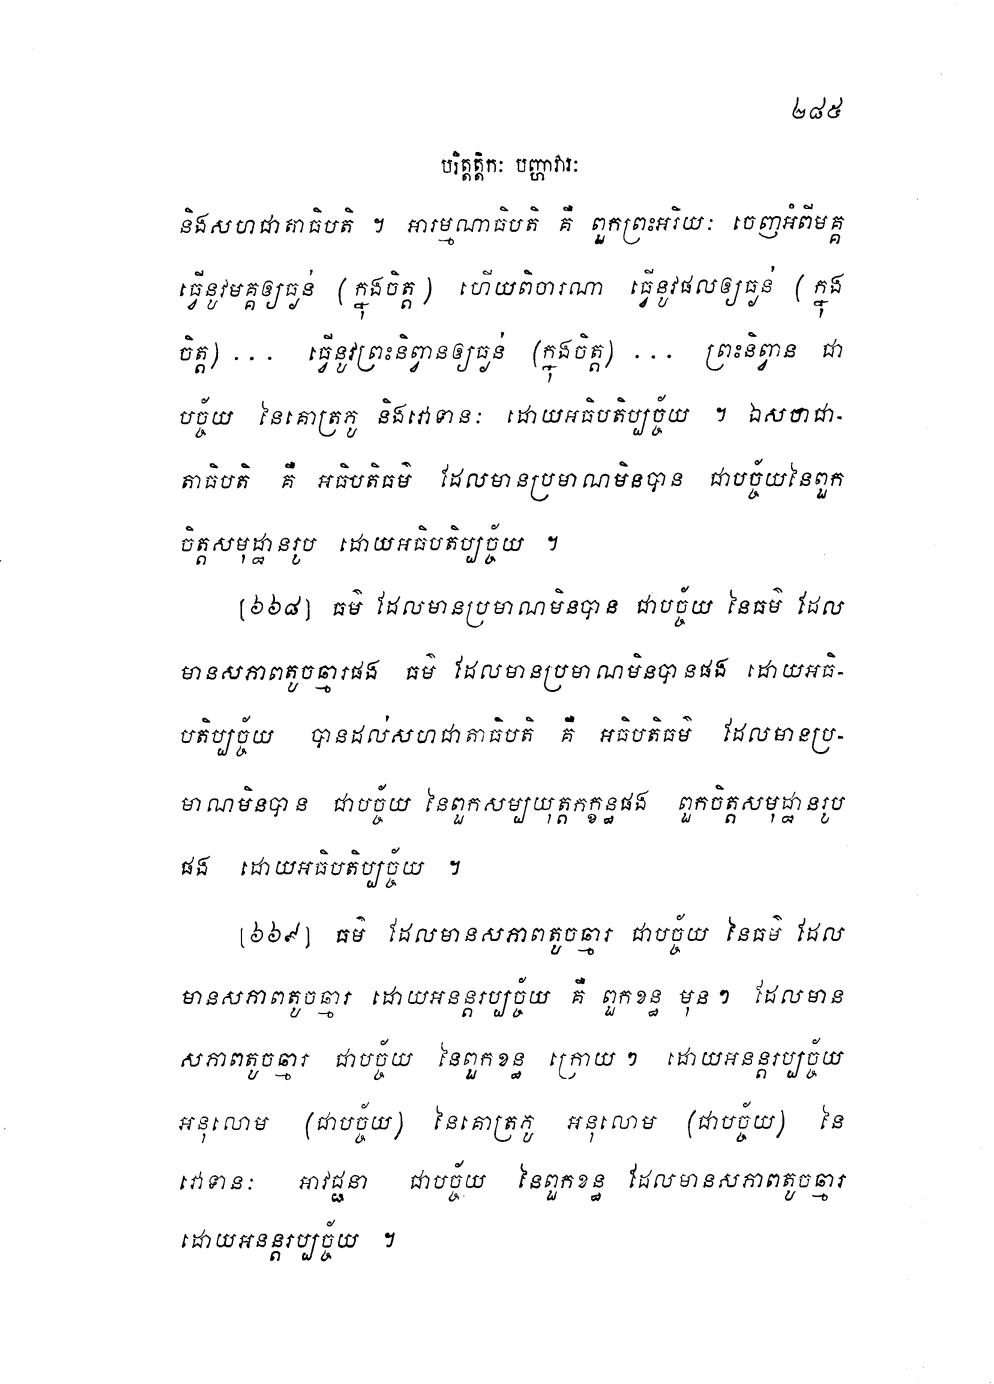 ២៨៥
បរិត្តត្តិកៈ បញ្ហាវារៈ
និងសហជាតាធិបតិ ។ អារម្មណាធិបតិ គឺ ពួកព្រះអរិយៈ ចេញអំពីមគ្គ
ធ្វើនូវមគ្គឲ្យធ្ងន់ (ក្នុងចិត្ត) ហើយពិចារណា ធ្វើនូវផលឲ្យធ្ងន់ (ក្នុង
ចិត្ត) ... ធ្វើនូវព្រះនិព្វានឲ្យធ្ងន់ (ក្នុងចិត្ត) ... ព្រះនិព្វាន ជា
បច្ច័យ នៃគោត្រភូ និងវោទានៈ ដោយអធិបតិប្បច្ច័យ ។ ឯសហជា-
តាធិបតិ គឺ អធិបតិធម៌ ដែលមានប្រមាណមិនបាន ជាបច្ច័យនៃពួក
ចិត្តសមុដ្ឋានរូប ដោយអធិបតិប្បច្ច័យ ។
[៦៦៨] ធម៌ ដែលមានប្រមាណមិនបាន ជាបច្ច័យ នៃធម៌ ដែល
មានសភាពតូចឆ្មារផង ធម៌ ដែលមានប្រមាណមិនបានផង ដោយអធិ-
បតិប្បច្ច័យ បានដល់សហជាតាធិបតិ គឺ អធិបតិធម៌ ដែលមានប្រ-
មាណមិនបាន ជាបច្ច័យ នៃពួកសម្បយុត្តកក្ខន្ធផង ពួកចិត្តសមុដ្ឋានរូប
ផង ដោយអធិបតិប្បច្ច័យ ។
[៦៦៩] ធម៌ ដែលមានសភាពតូចឆ្មារ ជាបច្ច័យ នៃធម៌ ដែល
មានសភាពតូចឆ្មារ ដោយអនន្តរប្បច្ច័យ គឺ ពួកខន្ធ មុនៗ ដែលមាន
សភាពតូចឆ្មារ ជាបច្ច័យ នៃពួកខន្ធ ក្រោយៗ ដោយអនន្តរប្បច្ច័យ
អនុលោម (ជាបច្ច័យ) នៃគោត្រភូ អនុលោម (ជាបច្ច័យ) នៃ
វោទានៈ អាវជ្ជនា ជាបច្ច័យ នៃពួកខន្ធ ដែលមានសភាពតូចឆ្មារ
ដោយអនន្តរប្បច្ច័យ ។